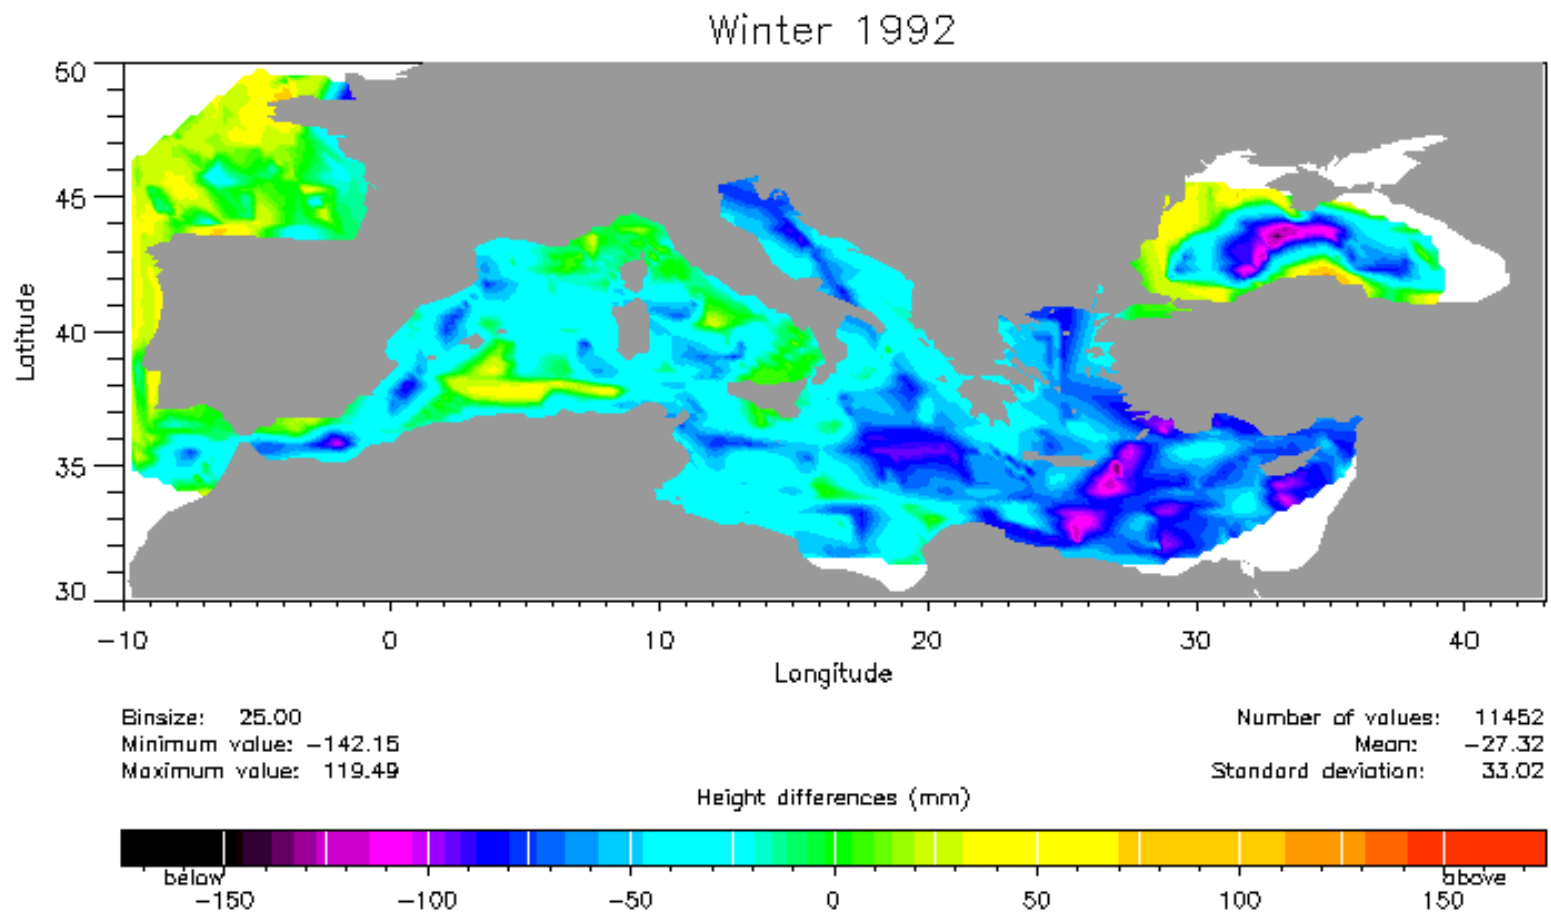 Winter 1992
50
45
40
35
30
Latitude
-10 0 10 20 30 40
Longitude
Binsize: 25.00
Minimum value: -142.15
Maximum value: 119.49
Number of values: 11452
Mean: -27.32
Standard deviation: 33.02
Height differences (mm)
below above
-150 -100 -50 0 50 100 150